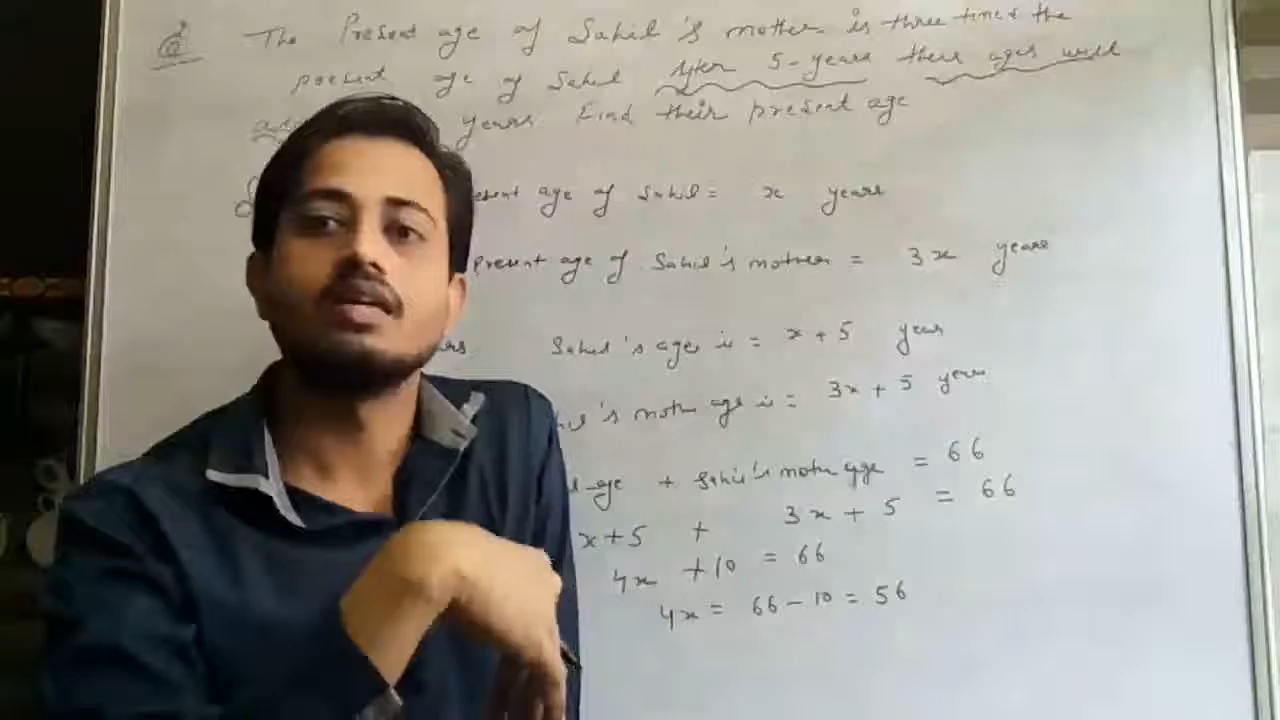 Q The Present age of Sahil's mother is three times the
present age of Sahil After 5-years their ages will
years Find their present age
present age of Sahil = x years
present age of Sahil's mother = 3x years
Sahil's age is = x + 5 year
mother age is = 3x + 5 years
age + Sahil's mother age = 66
x+5 + 3x + 5 = 66
4x +10 = 66
4x = 66 - 10 = 56